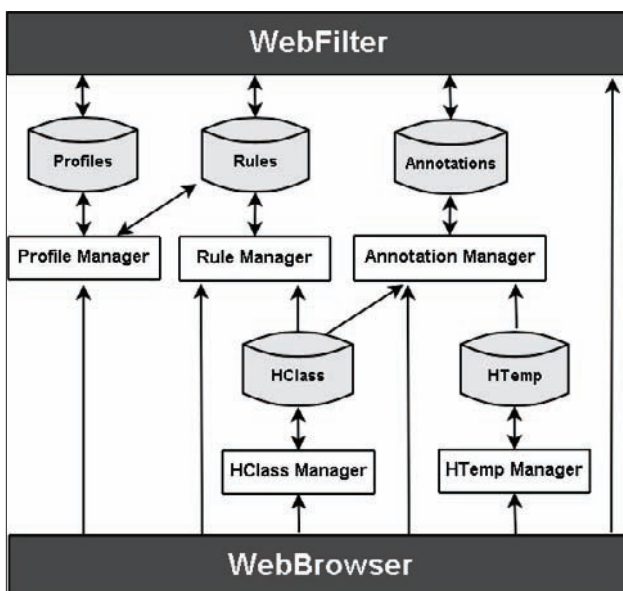 WebFilter
Profiles
Rules
Annotations
Profile Manager
Rule Manager
Annotation Manager
HClass
HTemp
HClass Manager
HTemp Manager
WebBrowser